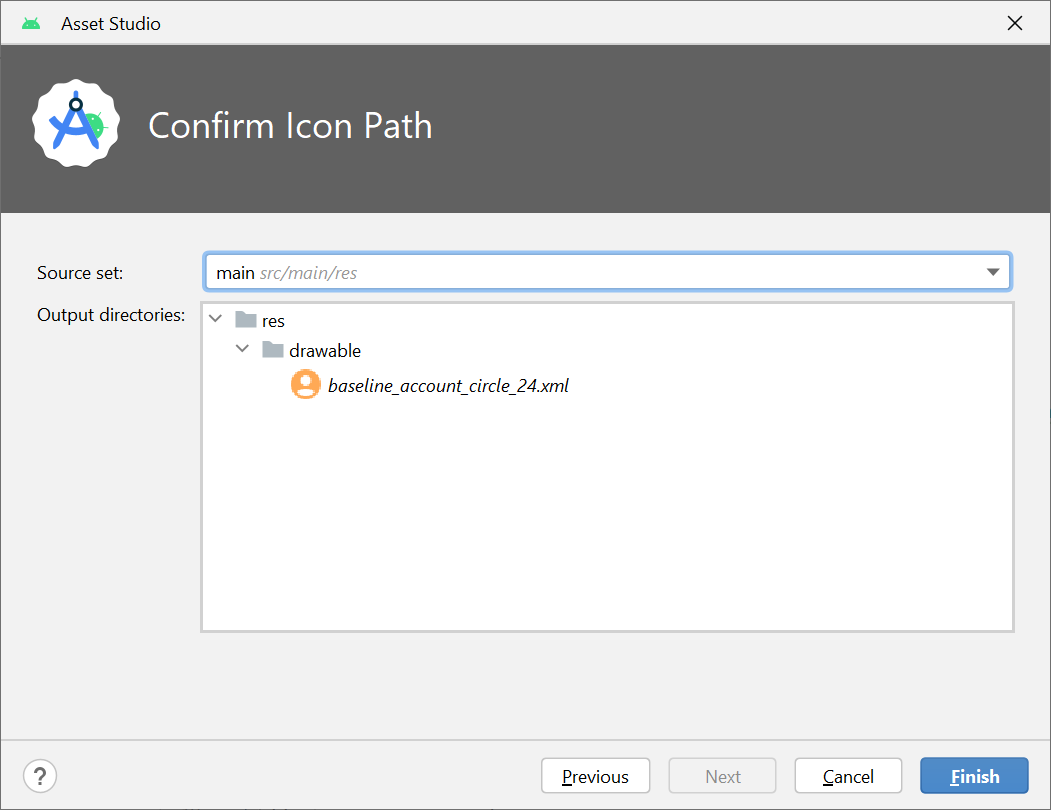 Asset Studio
Confirm Icon Path
Source set:
main src/main/res
Output directories:
res
drawable
baseline_account_circle_24.xml
?
Previous
Next
Cancel
Finish